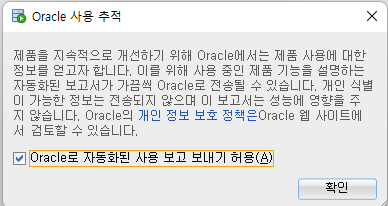 Oracle 사용 추적
제품을 지속적으로 개선하기 위해 Oracle에서는 제품 사용에 대한
정보를 얻고자 합니다. 이를 위해 사용 중인 제품 기능을 설명하는
자동화된 보고서가 가끔씩 Oracle로 전송될 수 있습니다. 개인 식별
이 가능한 정보는 전송되지 않으며 이 보고서는 성능에 영향을 주
지 않습니다. Oracle의 개인 정보 보호 정책은Oracle 웹 사이트에
서 검토할 수 있습니다.
Oracle로 자동화된 사용 보고 보내기 허용(A)
확인